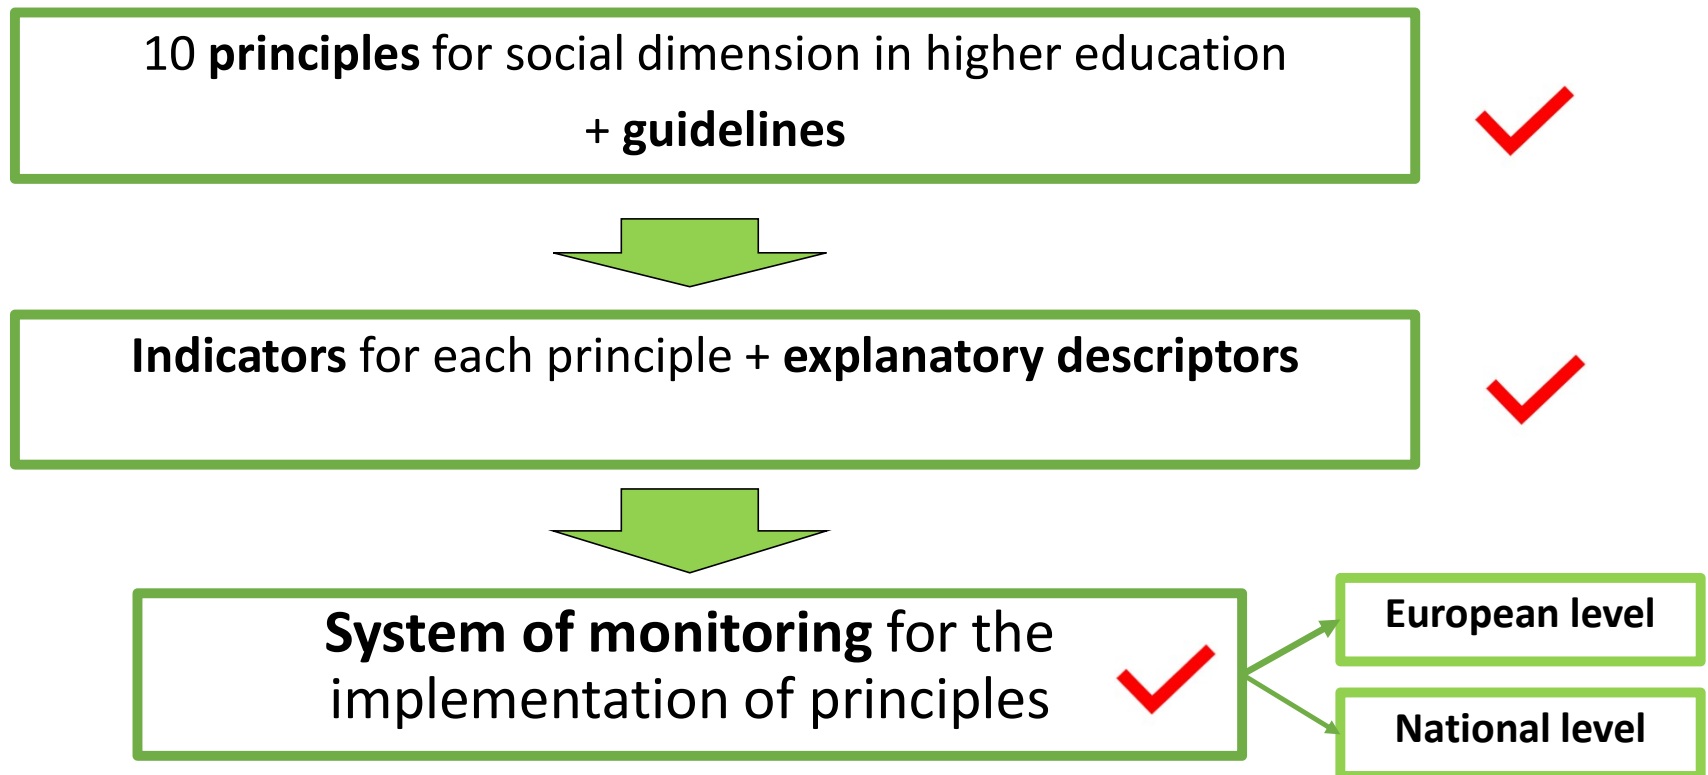 10 principles for social dimension in higher education
+ guidelines
Indicators for each principle + explanatory descriptors
System of monitoring for the
implementation of principles
European level
National level